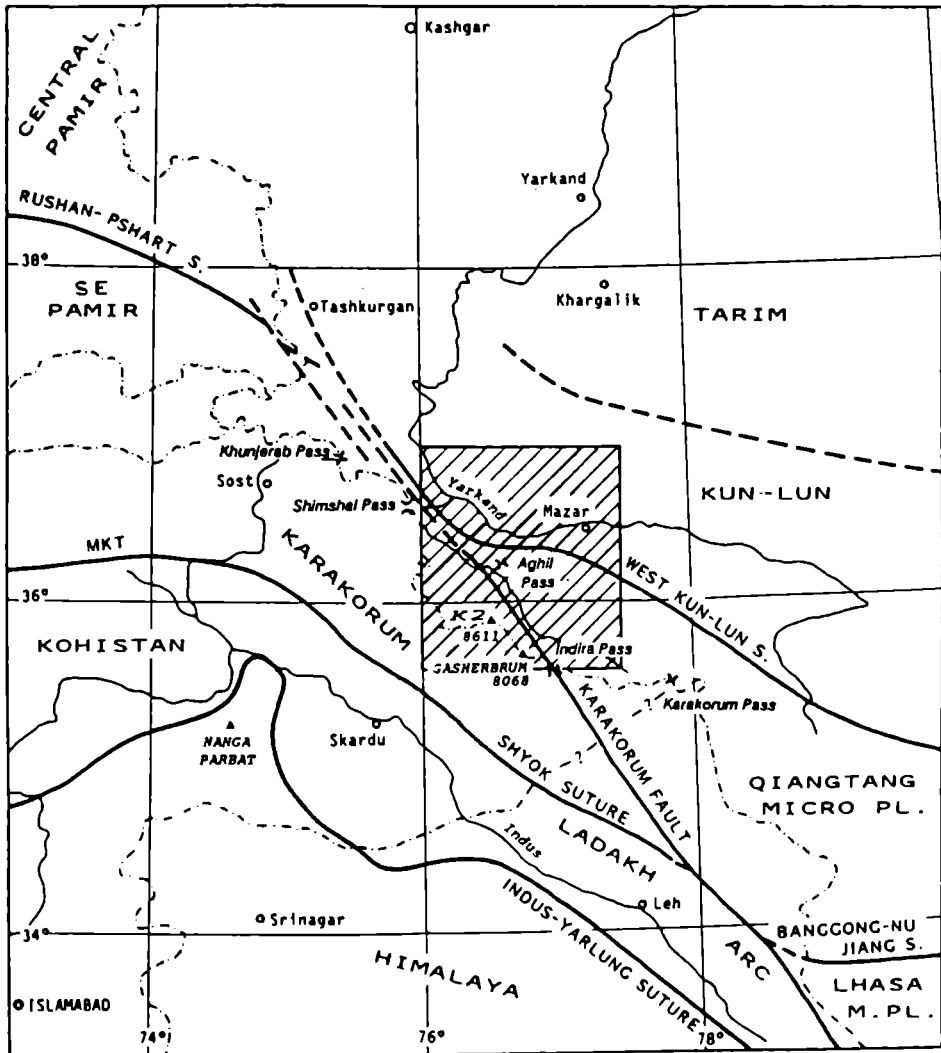 Kashgar
CENTRAL
PAMIR
Yarkand
RUSHAN-PSHART S.
38°
SE
PAMIR
Tashkurgan
Khargalik
TARIM
Khunjerab Pass
Sost
Shimshal Pass
Yarkand
Mazar
KUN-LUN
MKT
KARAKORUM
Aghil
Pass
WEST KUN-LUN S.
36°
K2
8611
KOHISTAN
Indira Pass
GASHERBRUM
8068
Karakorum Pass
NANGA
PARBAT
Skardu
SHYOK SUTURE
KARAKORUM FAULT
QIANGTANG
MICRO PL.
?
?
Indus
LADAKH
Leh
Srinagar
34°
INDUS-YARLUNG SUTURE
ARC
BANGGONG-NU
JIANG S.
HIMALAYA
LHASA
M. PL.
ISLAMABAD
74°
76°
78°